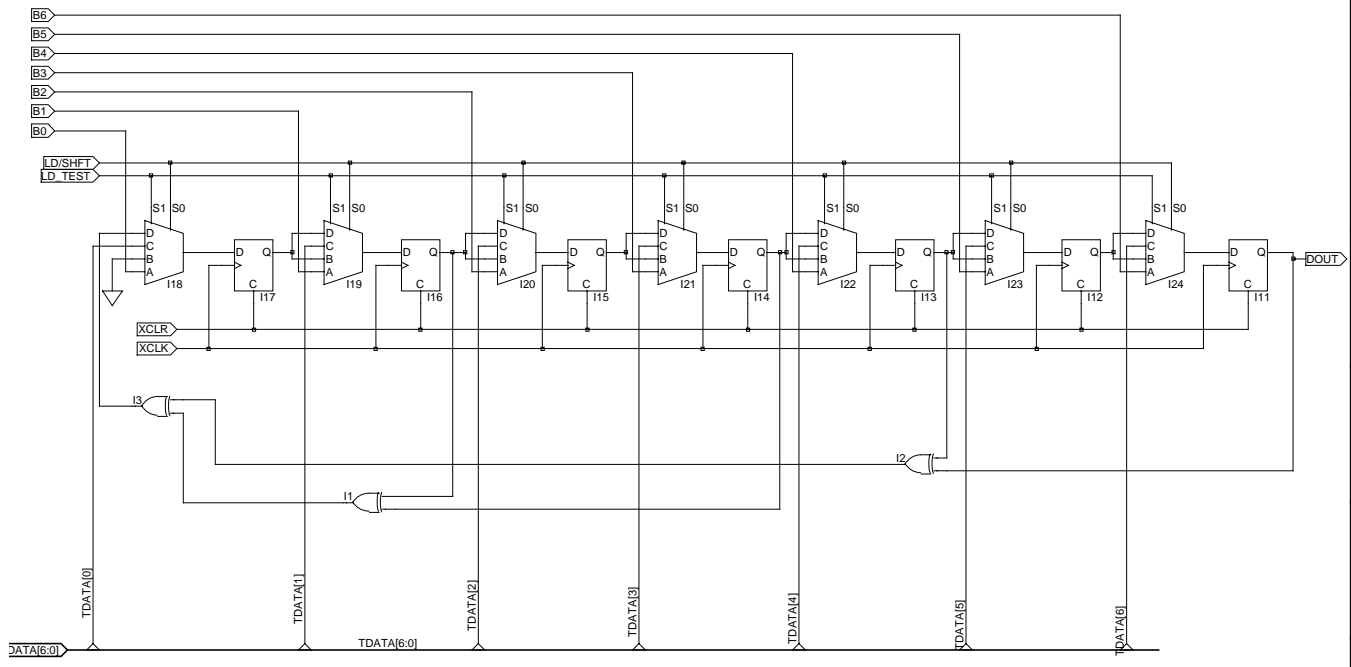 B6
B5
B4
B3
B2
B1
B0
LD/SHFT
LD_TEST
S1 S0 S1 S0 S1 S0 S1 S0 S1 S0 S1 S0 S1 S0
D D Q D D Q D D Q D D Q D D Q D D Q D D Q
C C C C C C C
B B B B B B B DOUT
A A A A A A A
C C C C C C C
I18 I17 I19 I16 I20 I15 I21 I14 I22 I13 I23 I12 I24 I11
XCLR
XCLK
I3
I2
I1
TDATA[0] TDATA[1] TDATA[2] TDATA[3] TDATA[4] TDATA[5] TDATA[6]
DATA[6:0] TDATA[6:0]